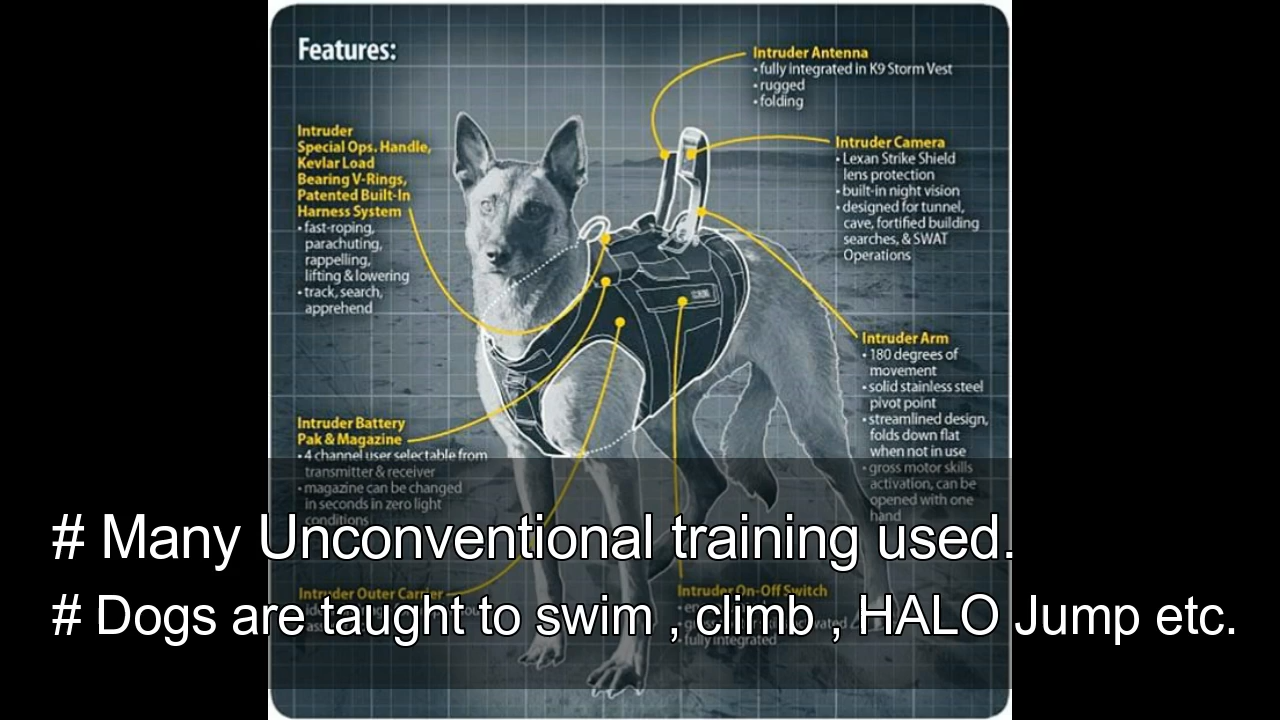 Features:
Intruder Antenna
• fully integrated in K9 Storm Vest
• rugged
• folding
Intruder
Special Ops. Handle,
Kevlar Load
Bearing V-Rings,
Patented Built-In
Harness System
• fast-roping,
parachuting,
rappelling,
lifting & lowering
• track, search,
apprehend
Intruder Camera
• Lexan Strike Shield
lens protection
• built-in night vision
• designed for tunnel,
cave, fortified building
searches, & SWAT
Operations
Intruder Arm
• 180 degrees of
movement
• solid stainless steel
pivot point
• streamlined design,
folds down flat
when not in use
• gross motor skills
activation, can be
opened with one
hand
Intruder Battery
Pak & Magazine
• 4 channel user selectable from
transmitter & receiver
• magazine can be changed
in seconds in zero light
conditions
# Many Unconventional training used.
Intruder Outer Carrier
Intruder On-Off Switch
# Dogs are taught to swim , climb , HALO Jump etc.
• fully integrated